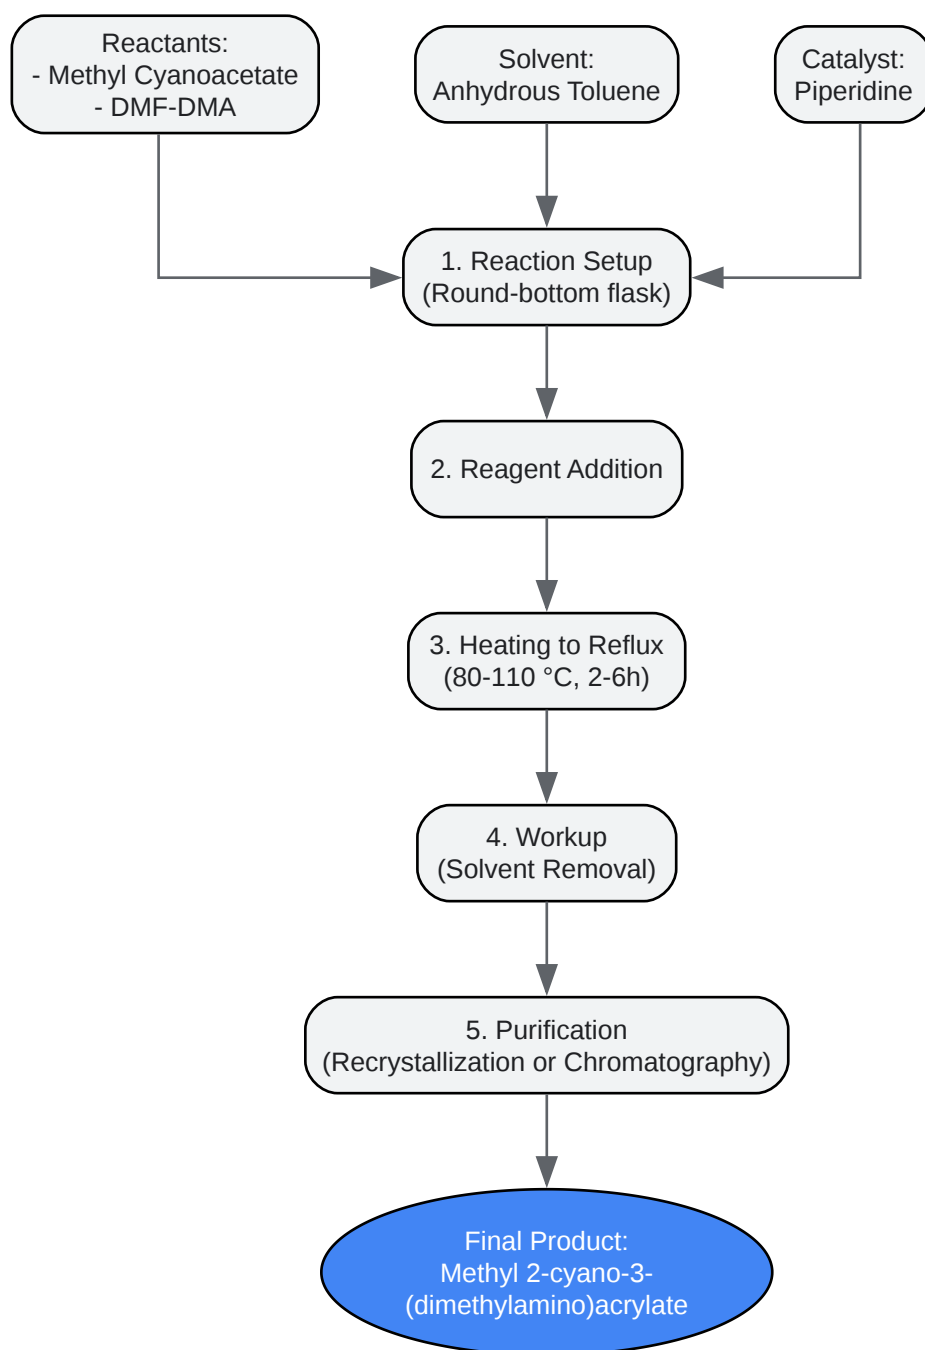 Reactants:
- Methyl Cyanoacetate
- DMF-DMA
Solvent:
Anhydrous Toluene
Catalyst:
Piperidine
1. Reaction Setup
(Round-bottom flask)
2. Reagent Addition
3. Heating to Reflux
(80-110 °C, 2-6h)
4. Workup
(Solvent Removal)
5. Purification
(Recrystallization or Chromatography)
Final Product:
Methyl 2-cyano-3-
(dimethylamino)acrylate